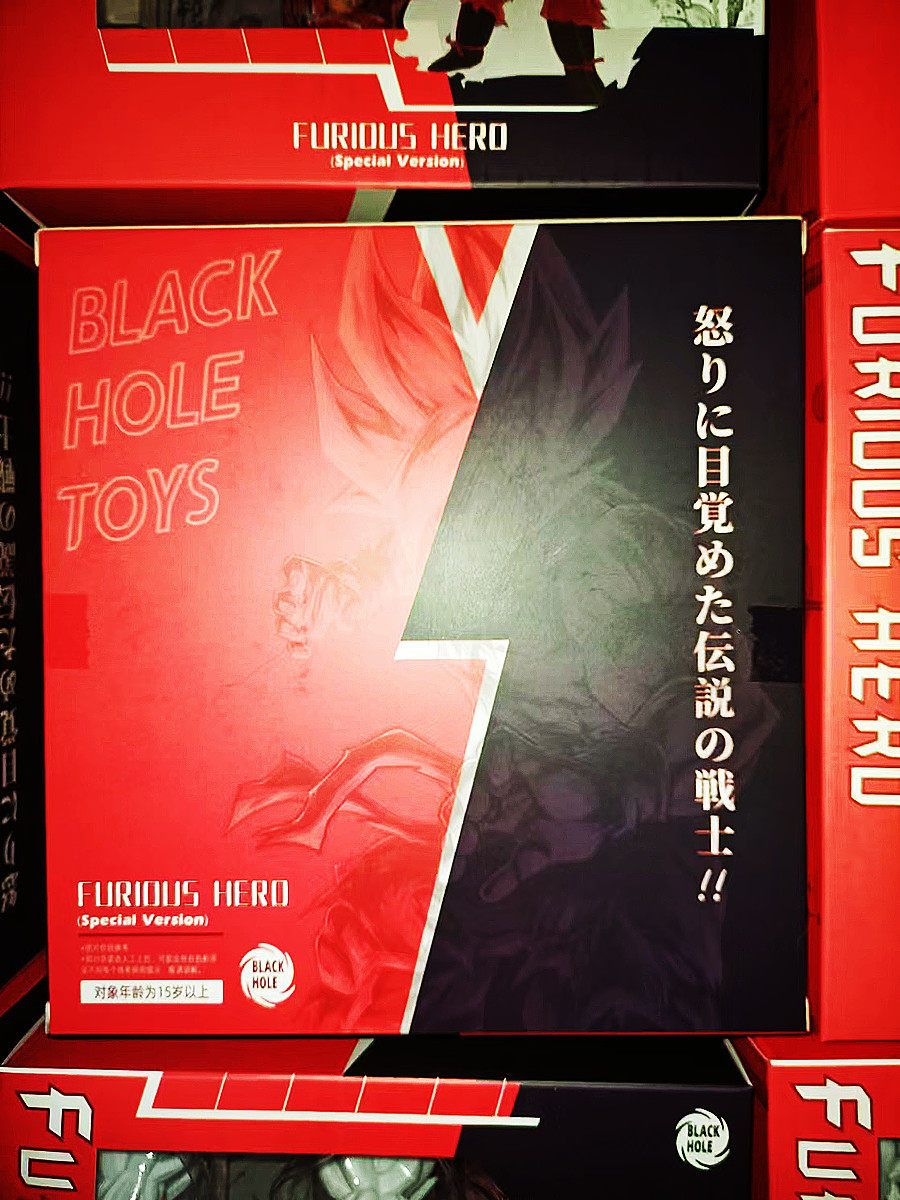 FURIOUS HERO
(Special Version)
BLACK
HOLE
TOYS
怒りに目覚めた伝説の戦士!!
FURIOUS HERO
(Special Version)
对象年龄为15岁以上
BLACK
HOLE
FURIOUS HERO
FU
BLACK
HOLE
FU